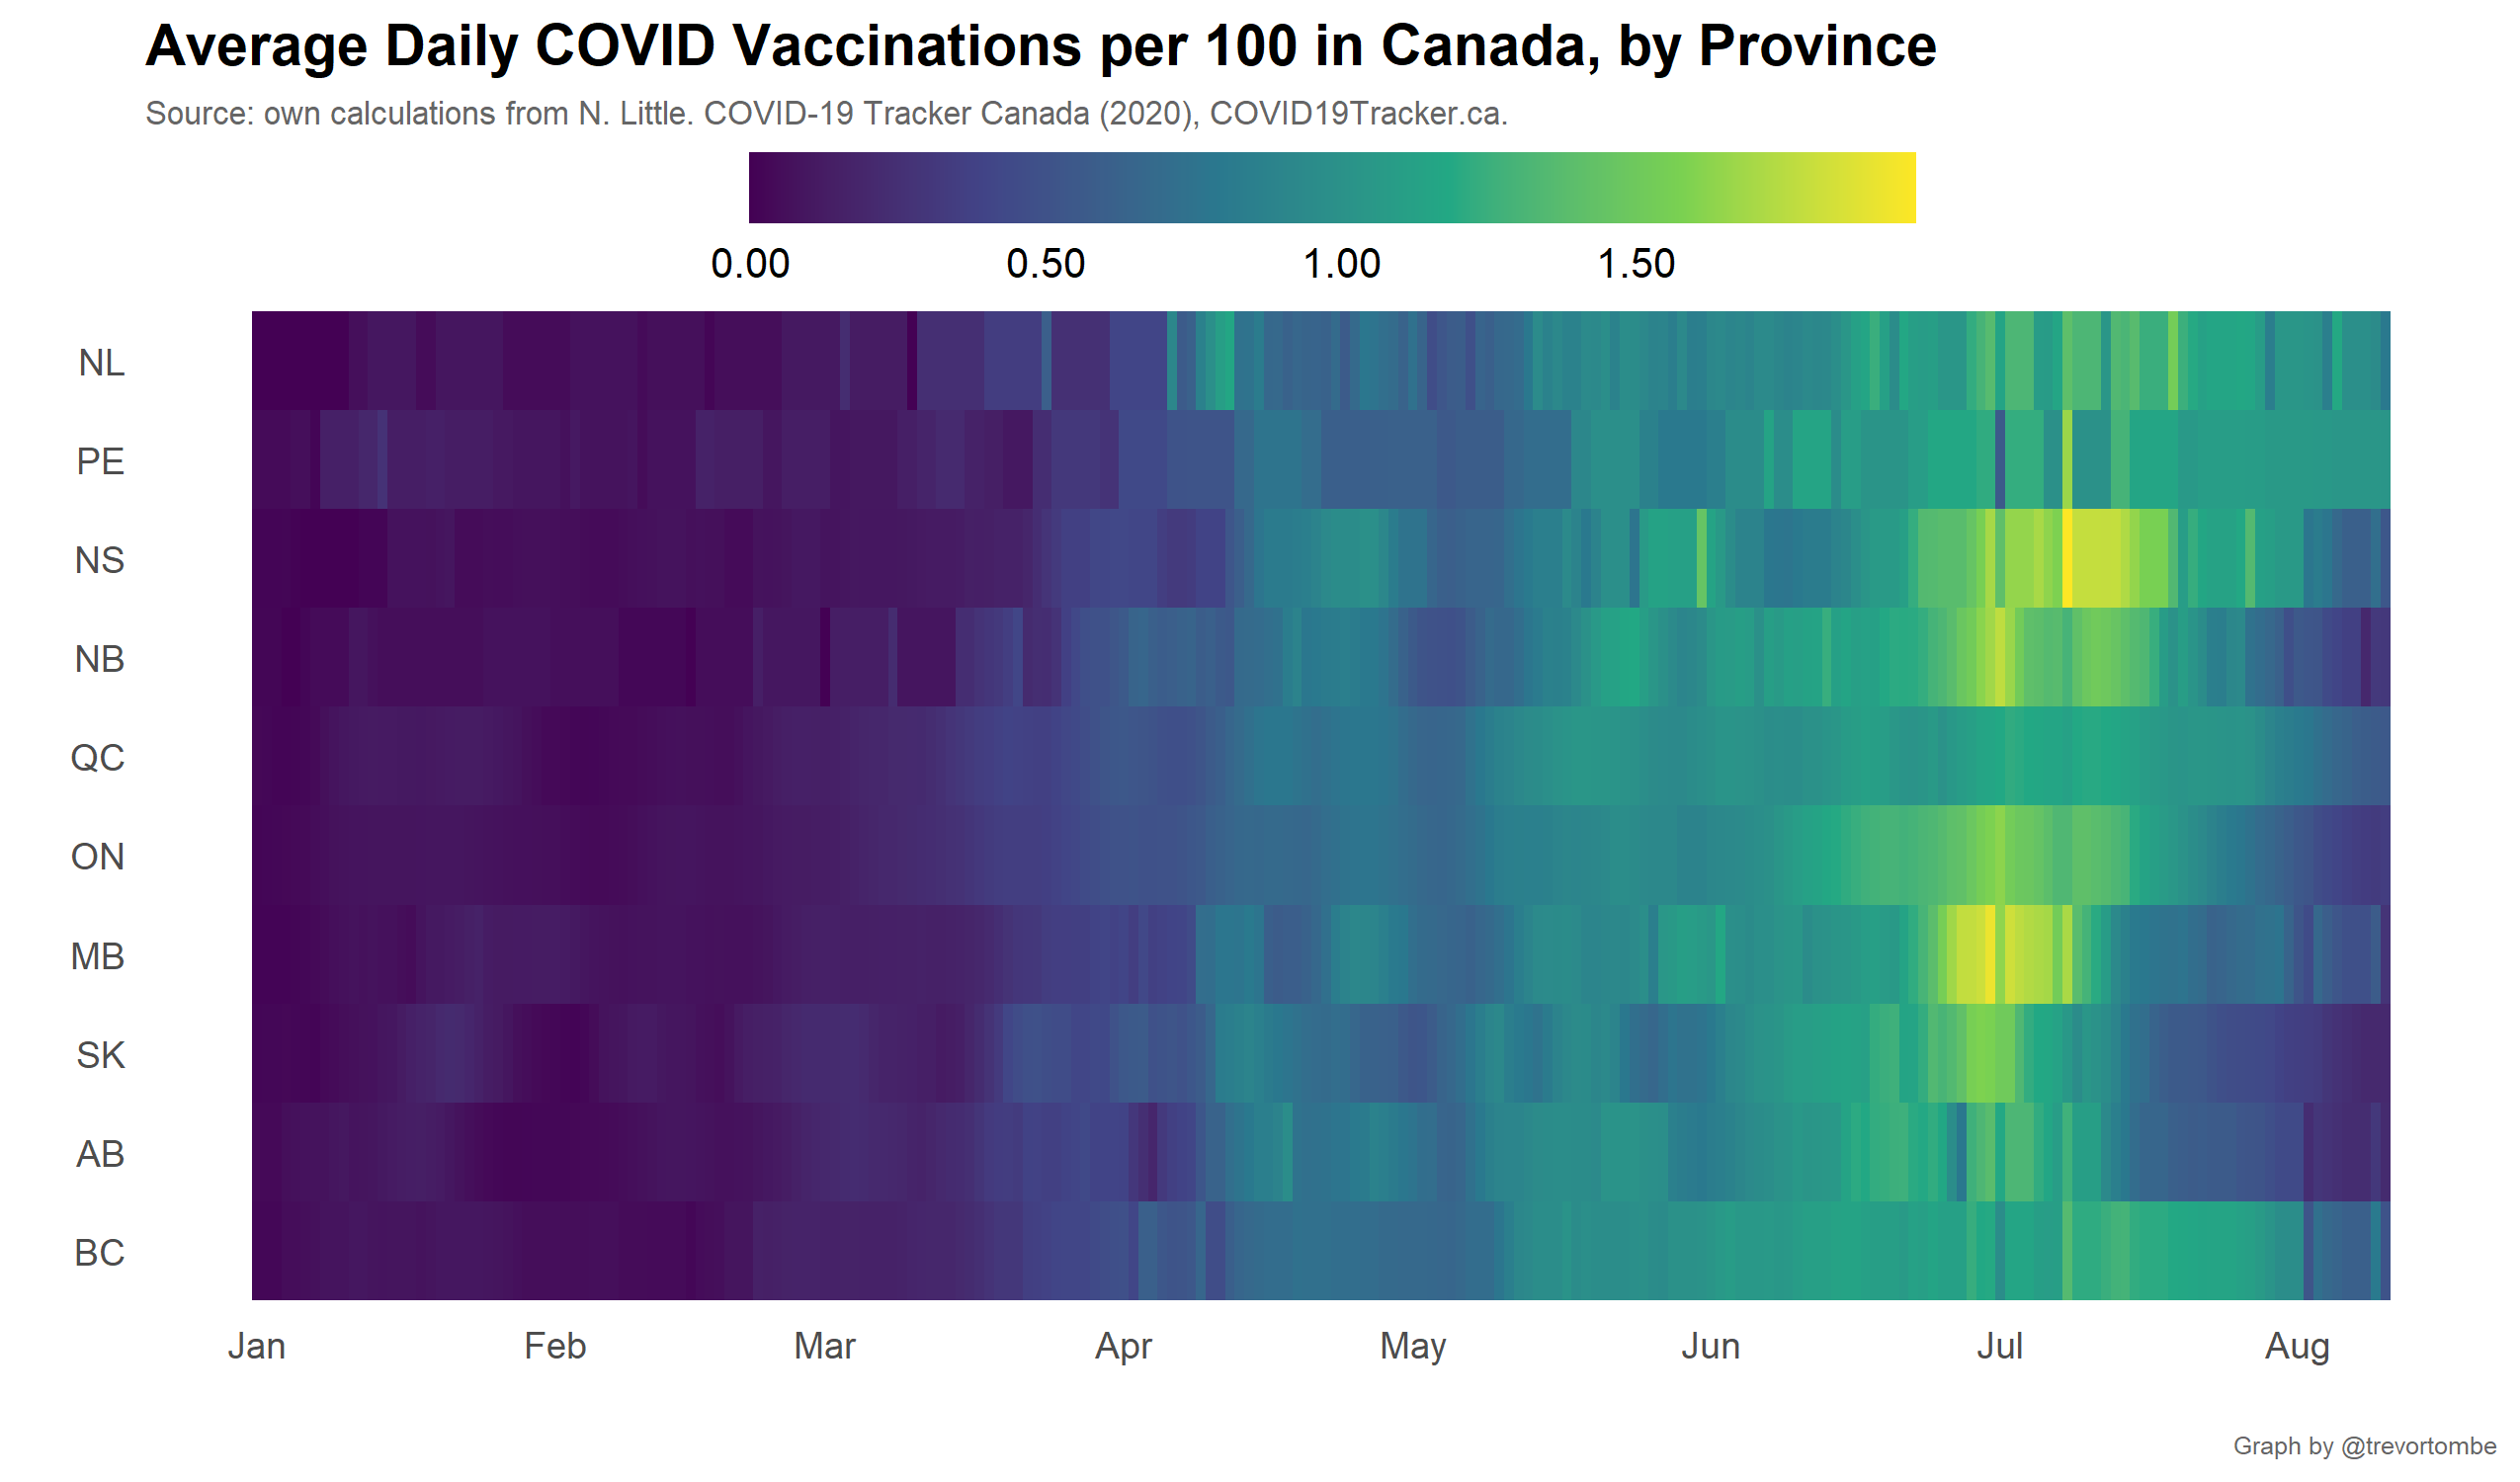 Average Daily COVID Vaccinations per 100 in Canada, by Province
Source: own calculations from N. Little. COVID-19 Tracker Canada (2020), COVID19Tracker.ca.
0.00 0.50 1.00 1.50
NL
PE
NS
NB
QC
ON
MB
SK
AB
BC
Jan Feb Mar Apr May Jun Jul Aug
Graph by @trevortombe